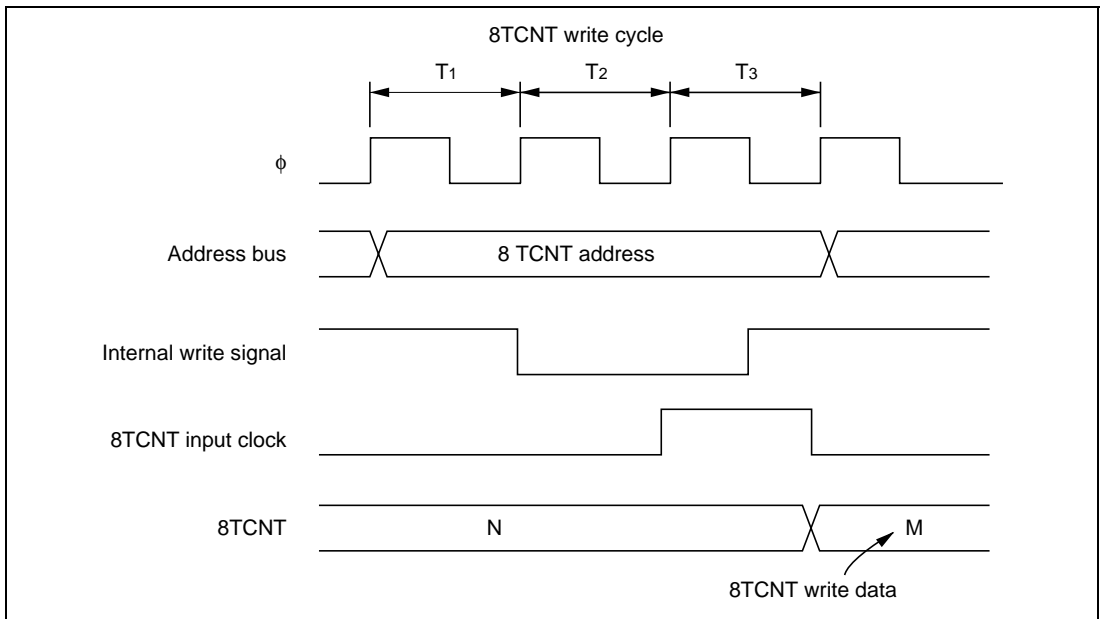 8TCNT write cycle
T1 T2 T3
ϕ
Address bus 8 TCNT address
Internal write signal
8TCNT input clock
8TCNT N M
8TCNT write data